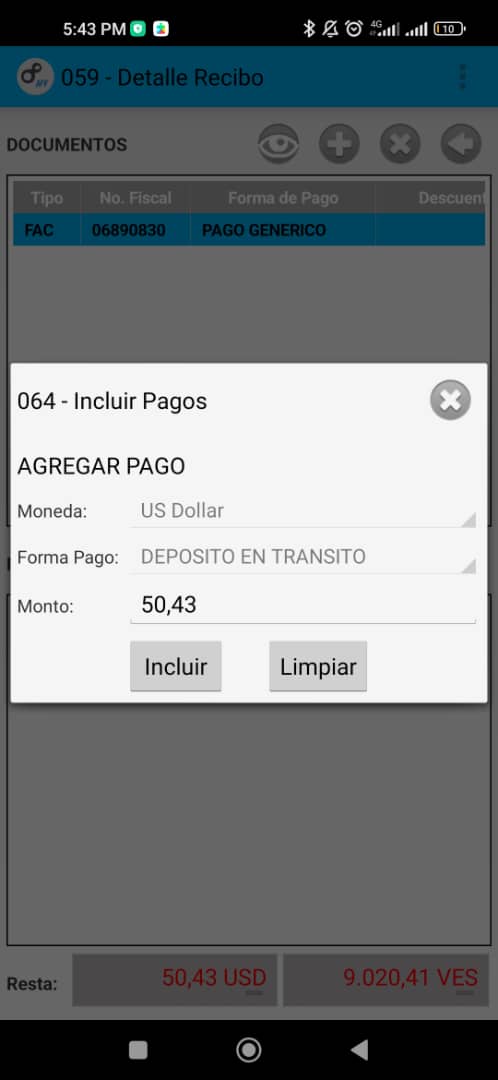 5:43 PM 4G 10
059 - Detalle Recibo
DOCUMENTOS
Tipo No. Fiscal Forma de Pago Descuent
FAC 06890830 PAGO GENERICO
064 - Incluir Pagos
AGREGAR PAGO
Moneda: US Dollar
Forma Pago: DEPOSITO EN TRANSITO
Monto: 50,43
Incluir Limpiar
Resta: 50,43 USD 9.020,41 VES